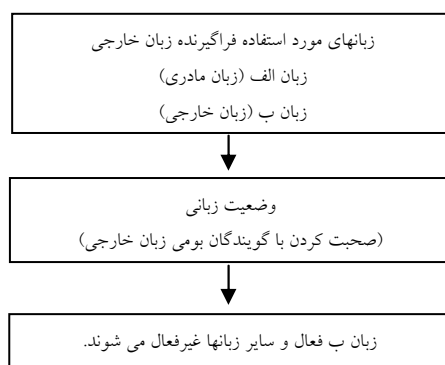 زبانهای مورد استفاده فراگیرنده زبان خارجی
زبان الف (زبان مادری)
زبان ب (زبان خارجی)
وضعیت زبانی
(صحبت کردن با گویندگان بومی زبان خارجی)
زبان ب فعال و سایر زبانها غیرفعال می شوند.